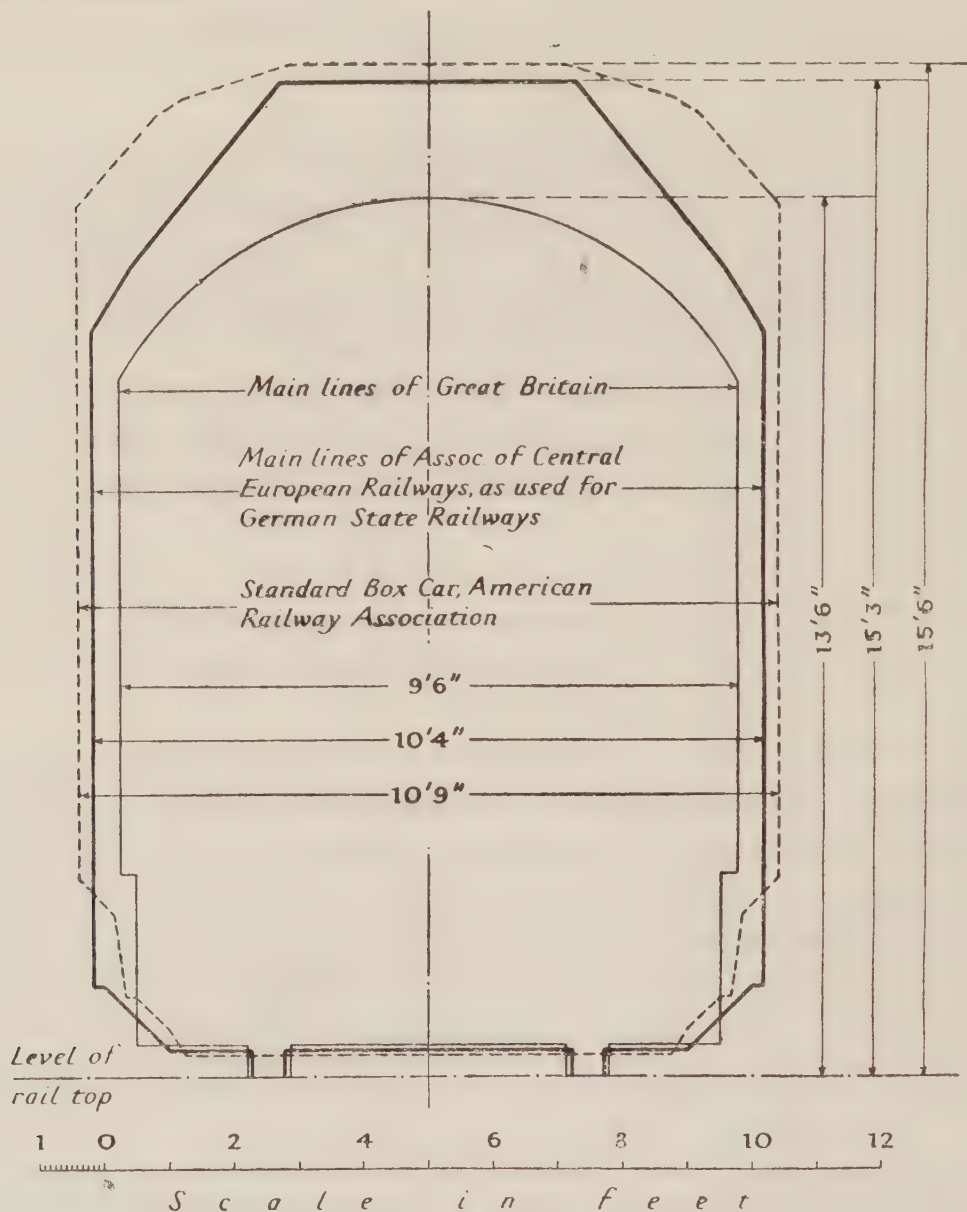 Main lines of Great Britain
Main lines of Assoc. of Central
European Railways, as used for
German State Railways
Standard Box Car, American
Railway Association
9'6"
10'4"
10'9"
13'6"
15'3"
15'6"
Level of
rail top
1 0 2 4 6 8 10 12
Scale in feet